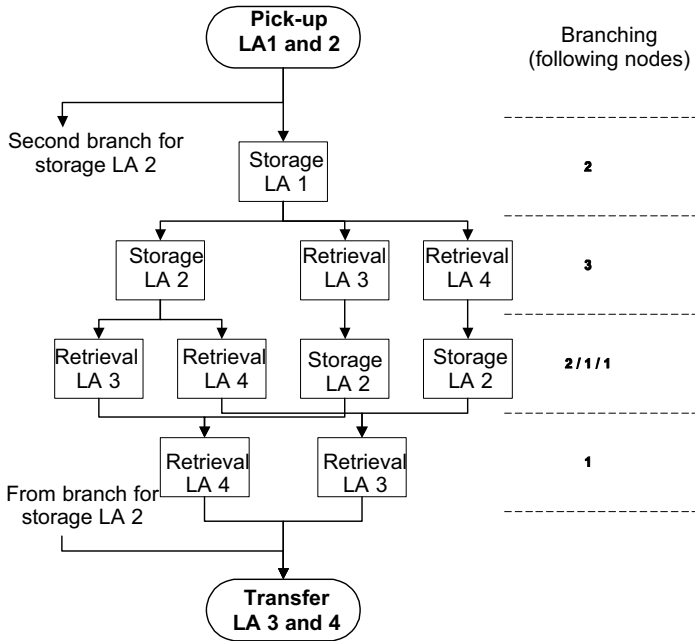 Pick-up
LA1 and 2
Branching
(following nodes)
Second branch for
storage LA 2
Storage
LA 1
2
Storage
LA 2
Retrieval
LA 3
Retrieval
LA 4
3
Retrieval
LA 3
Retrieval
LA 4
Storage
LA 2
Storage
LA 2
2 / 1 / 1
Retrieval
LA 4
Retrieval
LA 3
1
From branch for
storage LA 2
Transfer
LA 3 and 4